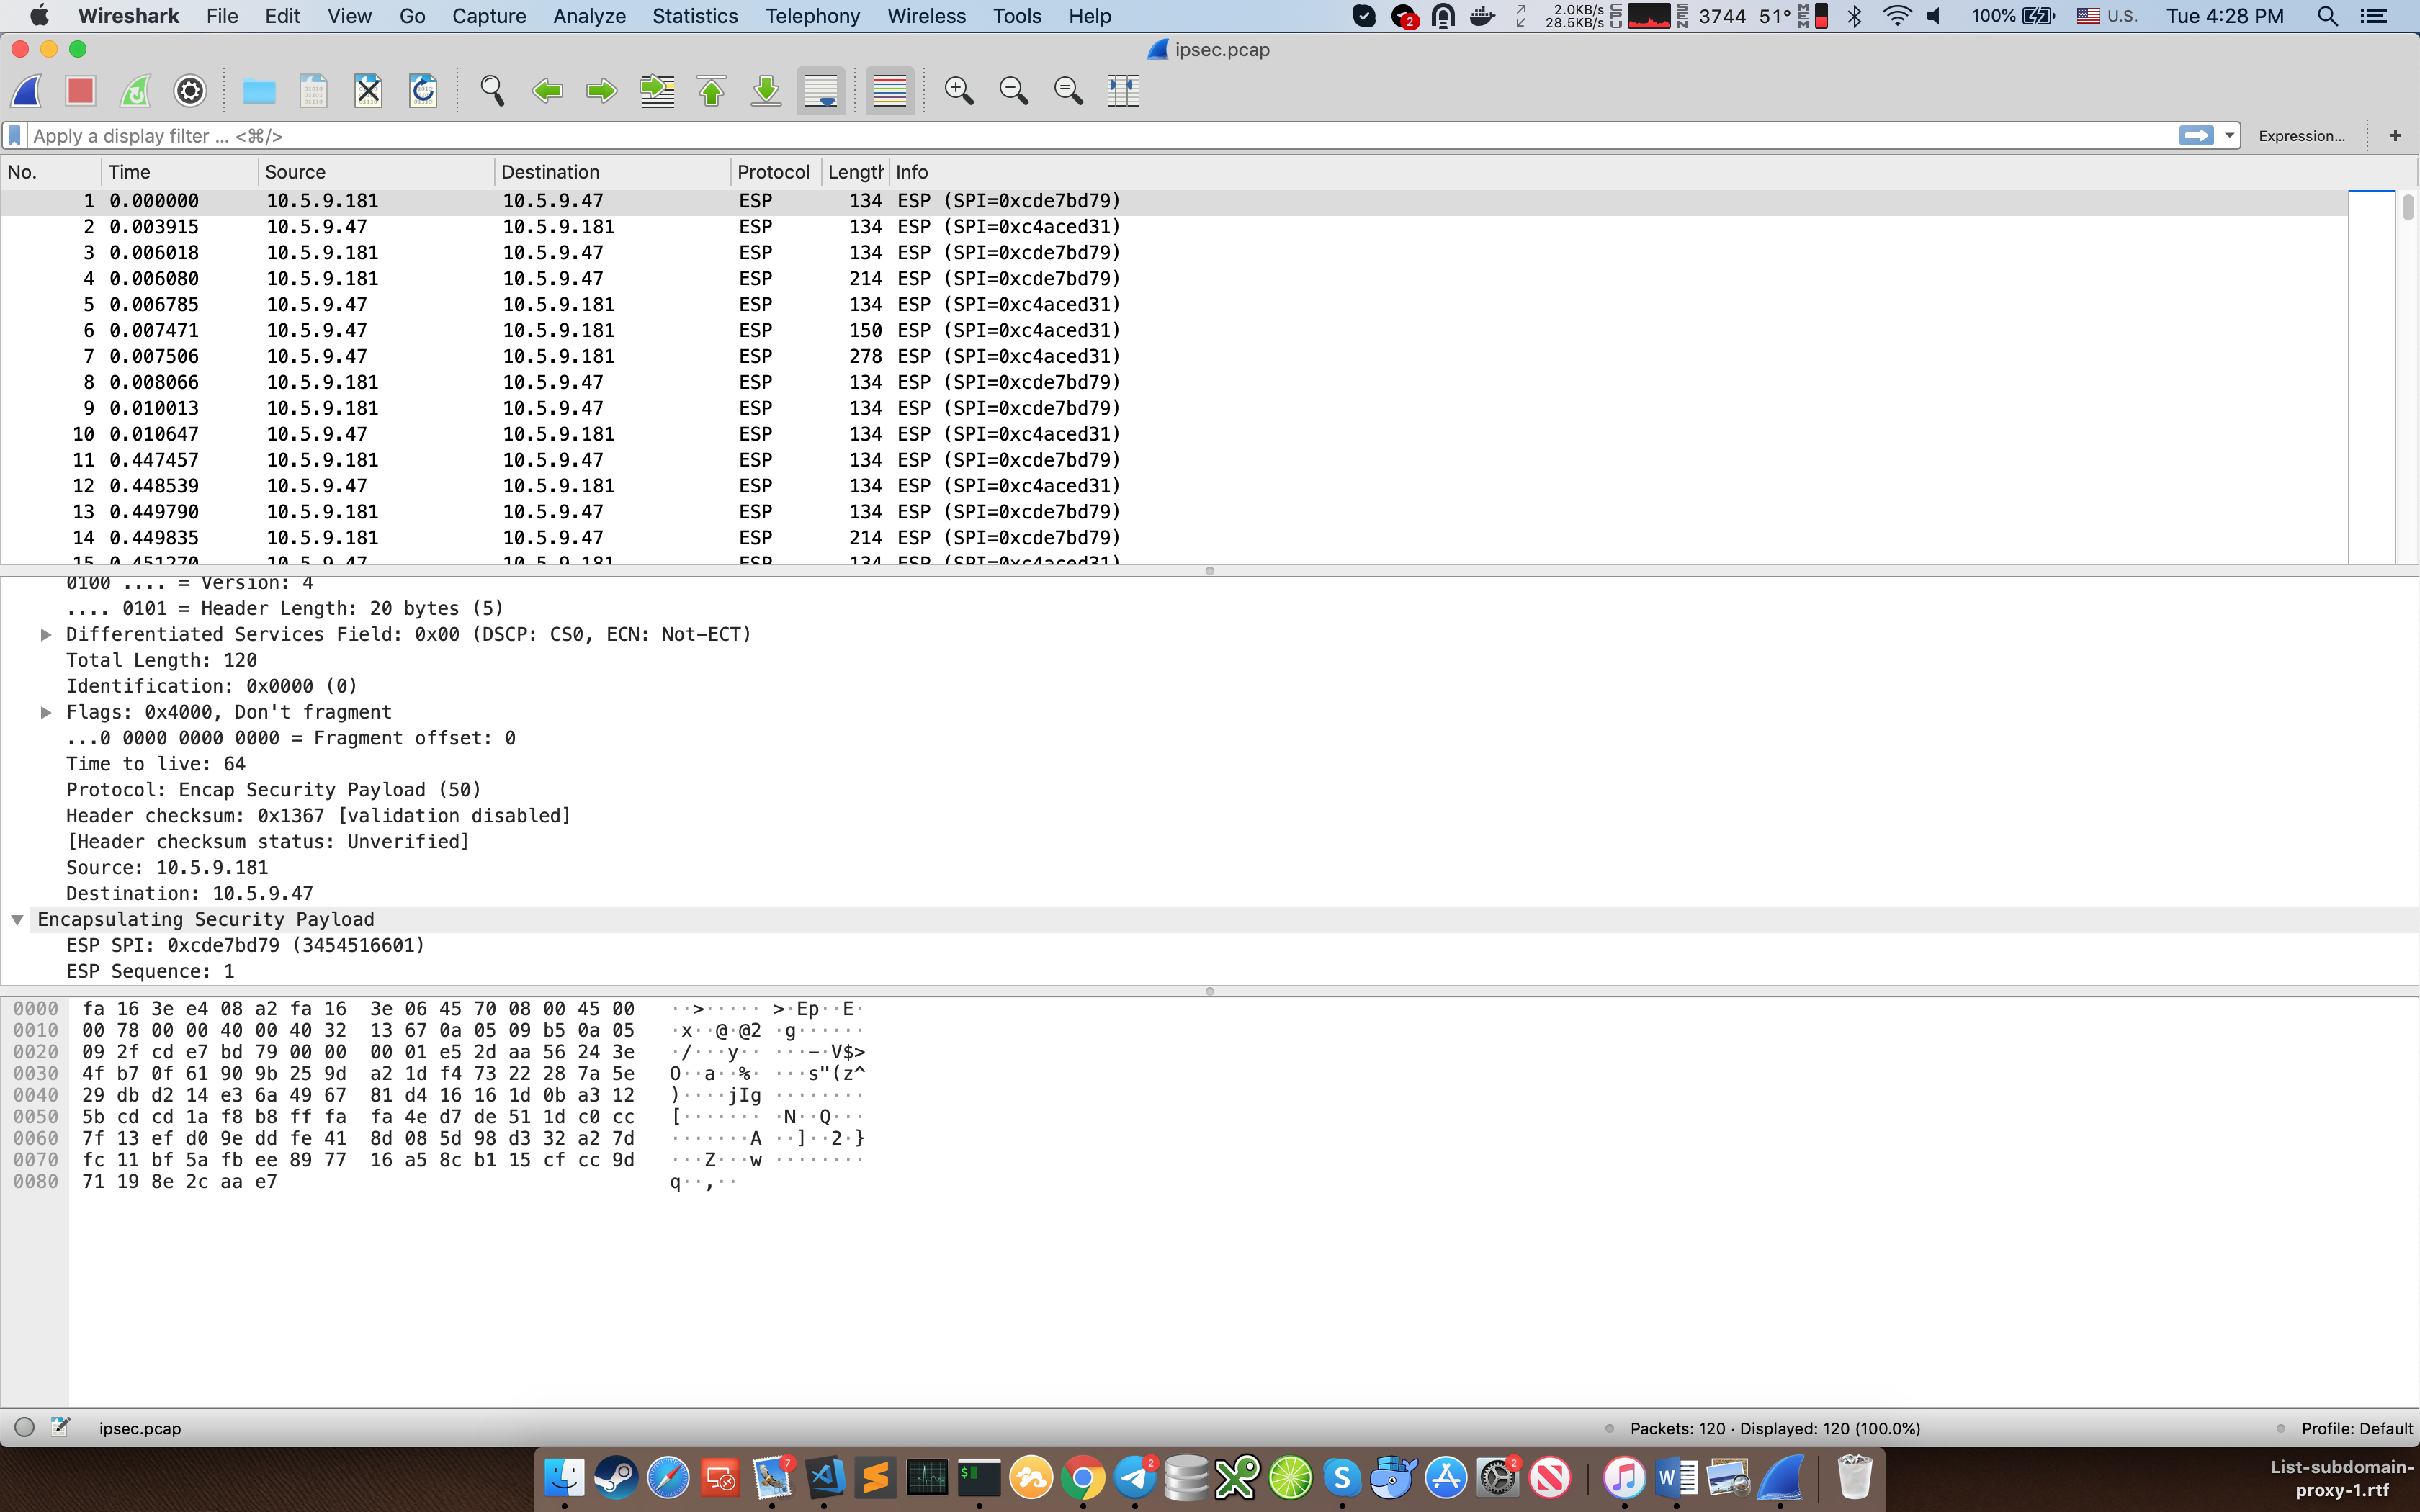 Wireshark File Edit View Go Capture Analyze Statistics Telephony Wireless Tools Help 2 2.0KB/s 28.5KB/s CPU SEN 3744 51° MEM 100% U.S. Tue 4:28 PM
ipsec.pcap
Apply a display filter ... <⌘/> Expression... +
No. Time Source Destination Protocol Length Info
1 0.000000 10.5.9.181 10.5.9.47 ESP 134 ESP (SPI=0xcde7bd79)
2 0.003915 10.5.9.47 10.5.9.181 ESP 134 ESP (SPI=0xc4aced31)
3 0.006018 10.5.9.181 10.5.9.47 ESP 134 ESP (SPI=0xcde7bd79)
4 0.006080 10.5.9.181 10.5.9.47 ESP 214 ESP (SPI=0xcde7bd79)
5 0.006785 10.5.9.47 10.5.9.181 ESP 134 ESP (SPI=0xc4aced31)
6 0.007471 10.5.9.47 10.5.9.181 ESP 150 ESP (SPI=0xc4aced31)
7 0.007506 10.5.9.47 10.5.9.181 ESP 278 ESP (SPI=0xc4aced31)
8 0.008066 10.5.9.181 10.5.9.47 ESP 134 ESP (SPI=0xcde7bd79)
9 0.010013 10.5.9.181 10.5.9.47 ESP 134 ESP (SPI=0xcde7bd79)
10 0.010647 10.5.9.47 10.5.9.181 ESP 134 ESP (SPI=0xc4aced31)
11 0.447457 10.5.9.181 10.5.9.47 ESP 134 ESP (SPI=0xcde7bd79)
12 0.448539 10.5.9.47 10.5.9.181 ESP 134 ESP (SPI=0xc4aced31)
13 0.449790 10.5.9.181 10.5.9.47 ESP 134 ESP (SPI=0xcde7bd79)
14 0.449835 10.5.9.181 10.5.9.47 ESP 214 ESP (SPI=0xcde7bd79)
15 0.451270 10.5.9.47 10.5.9.181 ESP 134 ESP (SPI=0xc4aced31)
0100 .... = Version: 4
.... 0101 = Header Length: 20 bytes (5)
Differentiated Services Field: 0x00 (DSCP: CS0, ECN: Not-ECT)
Total Length: 120
Identification: 0x0000 (0)
Flags: 0x4000, Don't fragment
...0 0000 0000 0000 = Fragment offset: 0
Time to live: 64
Protocol: Encap Security Payload (50)
Header checksum: 0x1367 [validation disabled]
[Header checksum status: Unverified]
Source: 10.5.9.181
Destination: 10.5.9.47
Encapsulating Security Payload
ESP SPI: 0xcde7bd79 (3454516601)
ESP Sequence: 1
0000 fa 16 3e e4 08 a2 fa 16 3e 06 45 70 08 00 45 00 ··>····· >·Ep··E·
0010 00 78 00 00 40 00 40 32 13 67 0a 05 09 b5 0a 05 ·x··@·@2 ·g······
0020 09 2f cd e7 bd 79 00 00 00 01 e5 2d aa 56 24 3e ·/···y·· ···-·V$>
0030 4f b7 0f 61 90 9b 25 9d a2 1d f4 73 22 28 7a 5e O··a··%· ···s"(z^
0040 29 db d2 14 e3 6a 49 67 81 d4 16 16 1d 0b a3 12 )····jIg ········
0050 5b cd cd 1a f8 b8 ff fa fa 4e d7 de 51 1d c0 cc [······· ·N··Q···
0060 7f 13 ef d0 9e dd fe 41 8d 08 5d 98 d3 32 a2 7d ·······A ··]··2·}
0070 fc 11 bf 5a fb ee 89 77 16 a5 8c b1 15 cf cc 9d ···Z···w ········
0080 71 19 8e 2c aa e7 q··,··
ipsec.pcap Packets: 120 · Displayed: 120 (100.0%) Profile: Default
7 2 2
List-subdomain-
proxy-1.rtf